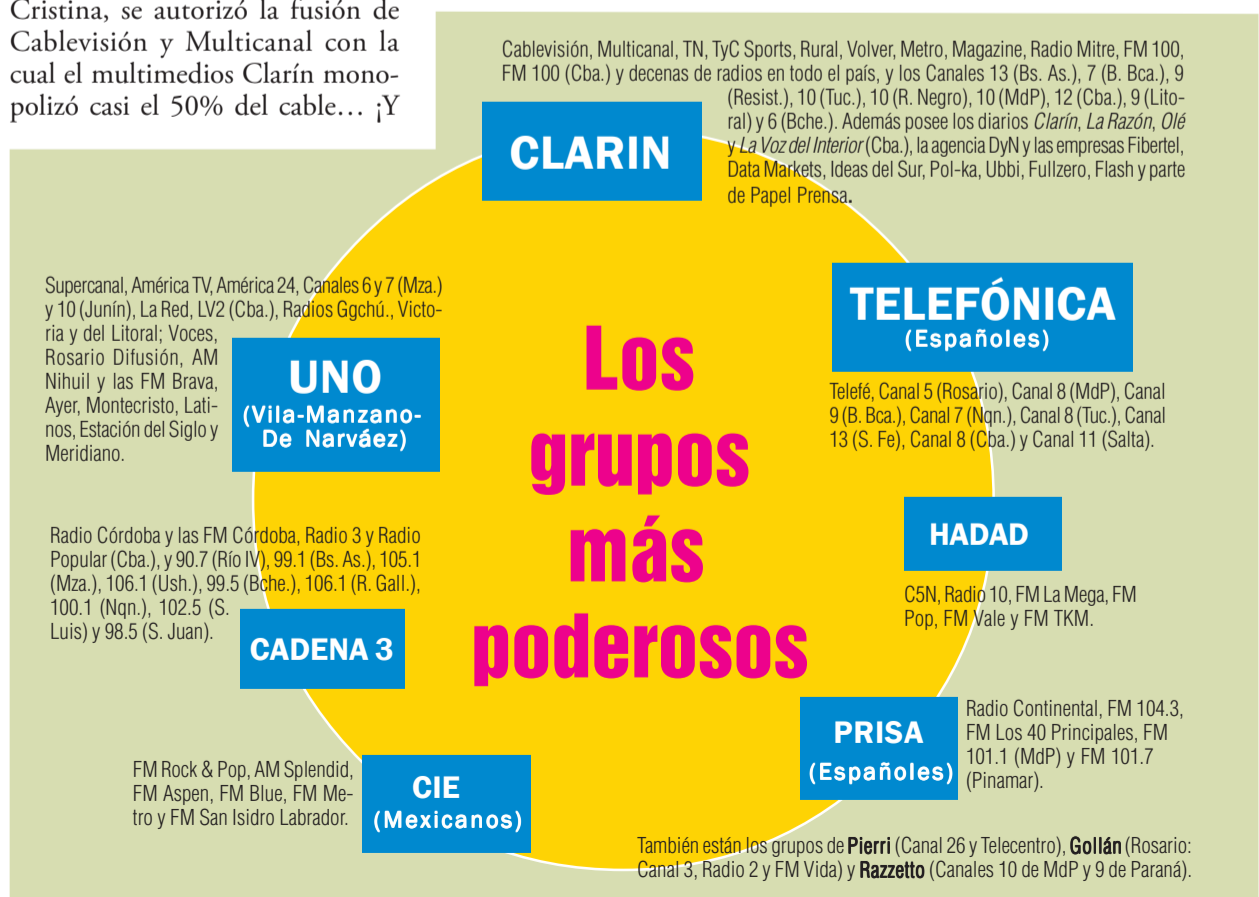 Cristina, se autorizó la fusión de
Cablevisión y Multicanal con la
cual el multimedios Clarín mono-
polizó casi el 50% del cable… ¡Y
Cablevisión, Multicanal, TN, TyC Sports, Rural, Volver, Metro, Magazine, Radio Mitre, FM 100,
FM 100 (Cba.) y decenas de radios en todo el país, y los Canales 13 (Bs. As.), 7 (B. Bca.), 9
(Resist.), 10 (Tuc.), 10 (R. Negro), 10 (MdP), 12 (Cba.), 9 (Lito-
ral) y 6 (Bche.). Además posee los diarios Clarín, La Razón, Olé
y La Voz del Interior (Cba.), la agencia DyN y las empresas Fibertel,
Data Markets, Ideas del Sur, Pol-ka, Ubbi, Fullzero, Flash y parte
de Papel Prensa.
CLARIN
TELEFÓNICA
(Españoles)
Telefé, Canal 5 (Rosario), Canal 8 (MdP), Canal
9 (B. Bca.), Canal 7 (Nqn.), Canal 8 (Tuc.), Canal
13 (S. Fe), Canal 8 (Cba.) y Canal 11 (Salta).
Supercanal, América TV, América 24, Canales 6 y 7 (Mza.)
y 10 (Junín), La Red, LV2 (Cba.), Radios Ggchú., Victo-
ria y del Litoral; Voces,
Rosario Difusión, AM
Nihuil y las FM Brava,
Ayer, Montecristo, Lati-
nos, Estación del Siglo y
Meridiano.
UNO
(Vila-Manzano-
De Narváez)
Los
grupos
más
poderosos
HADAD
C5N, Radio 10, FM La Mega, FM
Pop, FM Vale y FM TKM.
Radio Córdoba y las FM Córdoba, Radio 3 y Radio
Popular (Cba.), y 90.7 (Río IV), 99.1 (Bs. As.), 105.1
(Mza.), 106.1 (Ush.), 99.5 (Bche.), 106.1 (R. Gall.),
100.1 (Nqn.), 102.5 (S.
Luis) y 98.5 (S. Juan).
CADENA 3
PRISA
(Españoles)
Radio Continental, FM 104.3,
FM Los 40 Principales, FM
101.1 (MdP) y FM 101.7
(Pinamar).
FM Rock & Pop, AM Splendid,
FM Aspen, FM Blue, FM Me-
tro y FM San Isidro Labrador.
CIE
(Mexicanos)
También están los grupos de Pierri (Canal 26 y Telecentro), Gollán (Rosario:
Canal 3, Radio 2 y FM Vida) y Razzetto (Canales 10 de MdP y 9 de Paraná).